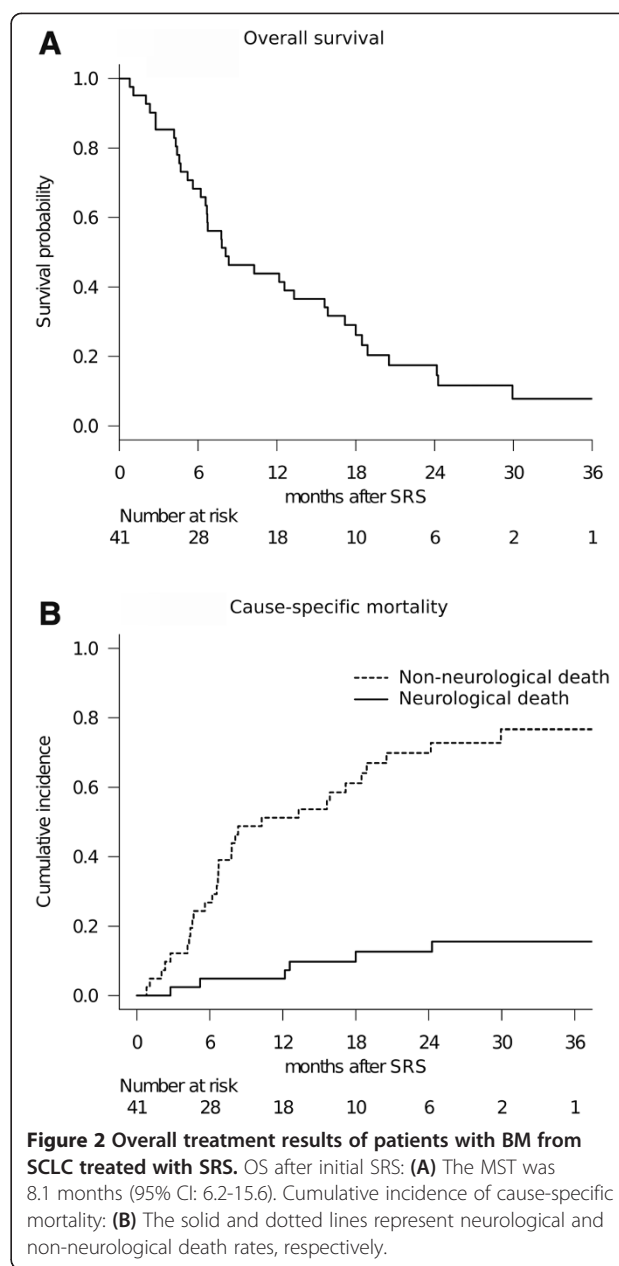 A
Overall survival
1.0
0.8
0.6
0.4
0.2
0.0
Survival probability
0 6 12 18 24 30 36
months after SRS
Number at risk
41 28 18 10 6 2 1
B
Cause-specific mortality
1.0
0.8
0.6
0.4
0.2
0.0
Cumulative incidence
Non-neurological death
Neurological death
0 6 12 18 24 30 36
months after SRS
Number at risk
41 28 18 10 6 2 1
Figure 2 Overall treatment results of patients with BM from
SCLC treated with SRS. OS after initial SRS: (A) The MST was
8.1 months (95% CI: 6.2-15.6). Cumulative incidence of cause-specific
mortality: (B) The solid and dotted lines represent neurological and
non-neurological death rates, respectively.